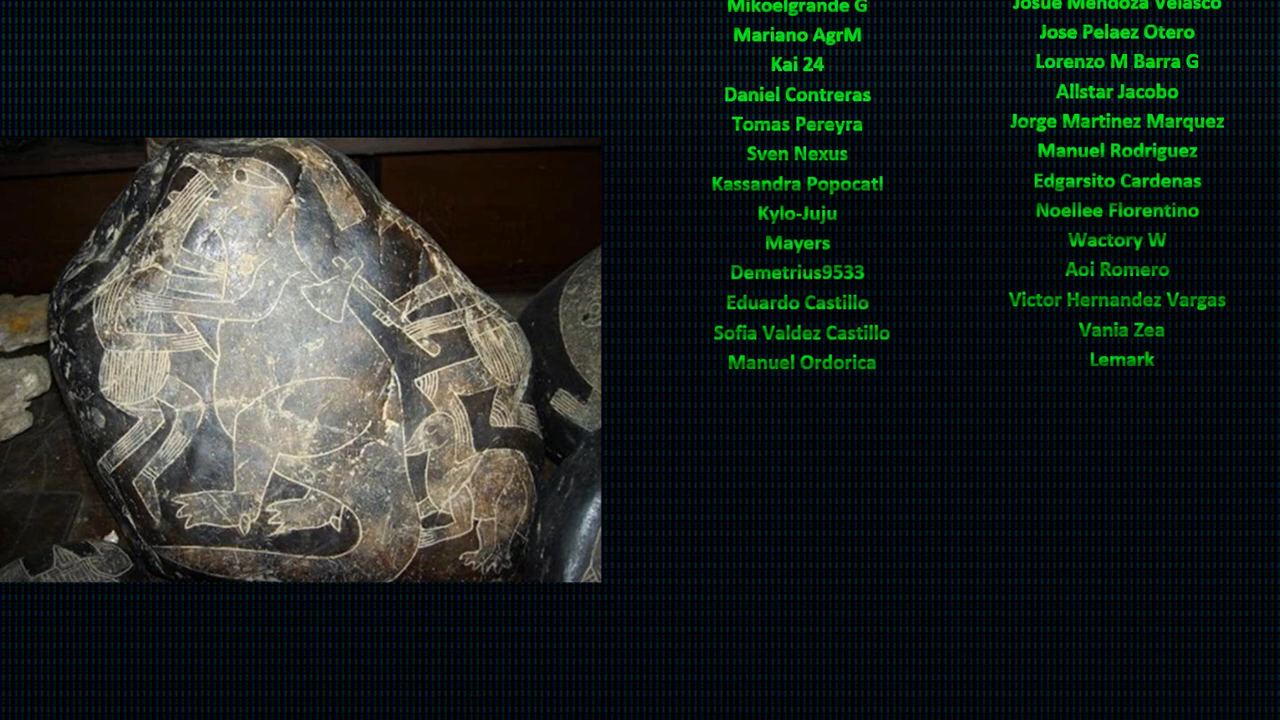 Mikoelgrande G
Mariano AgrM
Kai 24
Daniel Contreras
Tomas Pereyra
Sven Nexus
Kassandra Popocatl
Kylo-Juju
Mayers
Demetrius9533
Eduardo Castillo
Sofia Valdez Castillo
Manuel Ordorica
Josue Mendoza Velasco
Jose Pelaez Otero
Lorenzo M Barra G
Allstar Jacobo
Jorge Martinez Marquez
Manuel Rodriguez
Edgarsito Cardenas
Noellee Florentino
Wactory W
Aoi Romero
Victor Hernandez Vargas
Vania Zea
Lemark